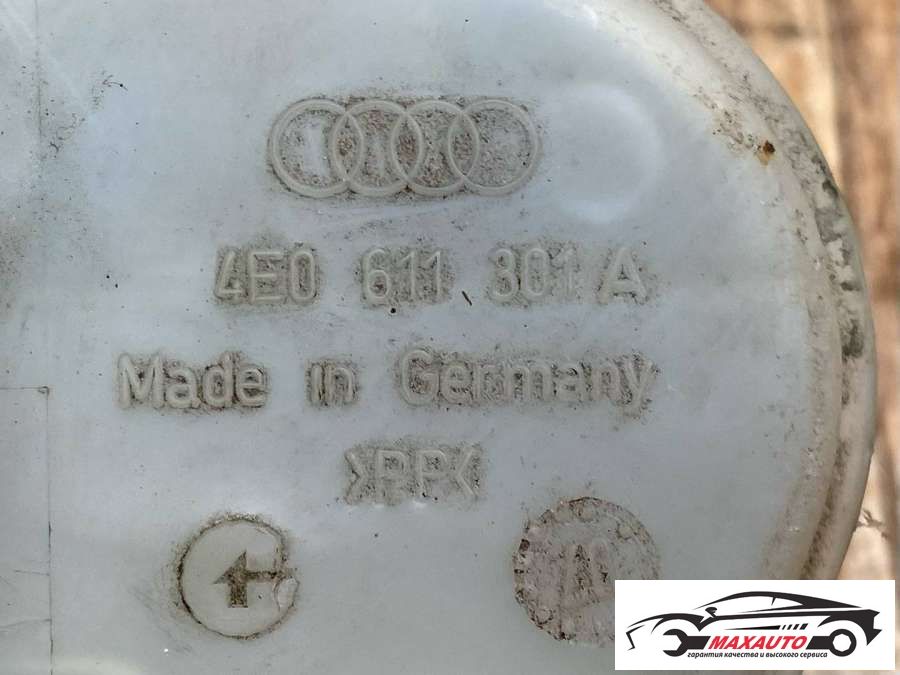 4E0 611 301 A
Made in Germany
>PP<
MAXAUTO
гарантия качества и высокого сервиса